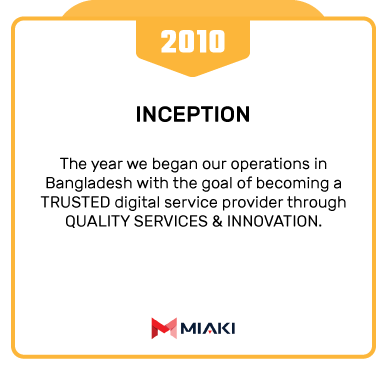 2010
INCEPTION
The year we began our operations in
Bangladesh with the goal of becoming a
TRUSTED digital service provider through
QUALITY SERVICES & INNOVATION.
MIAKI